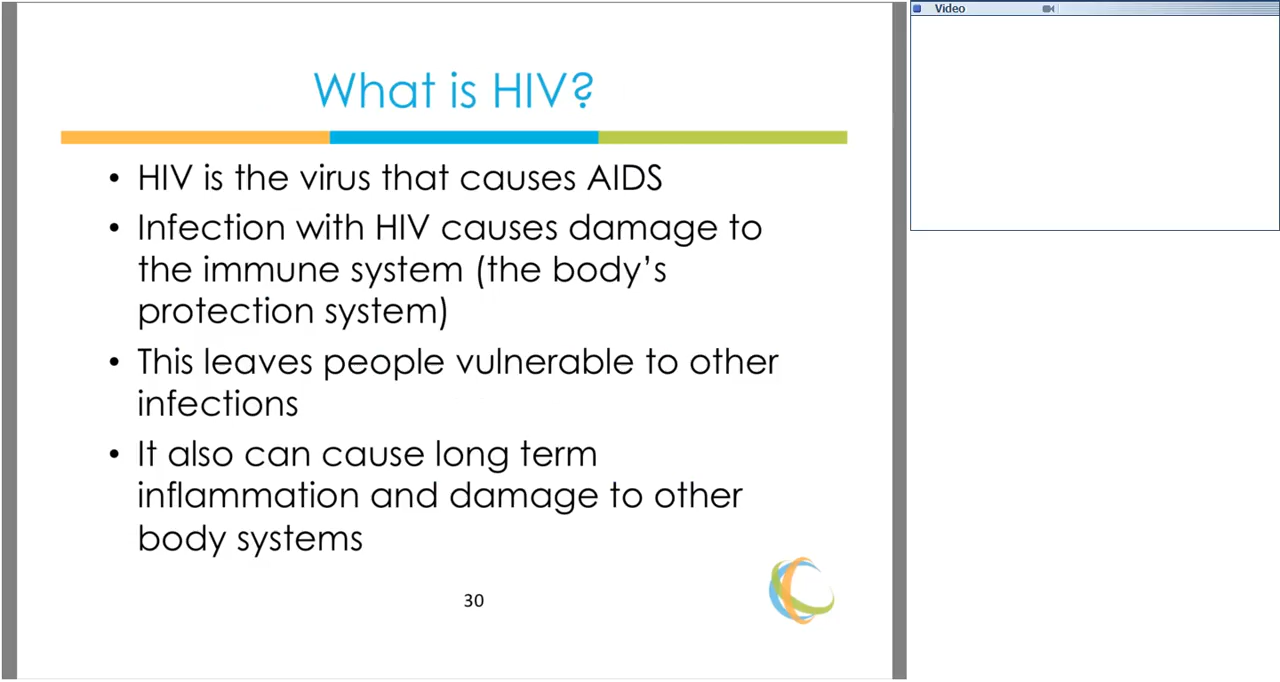 Video
What is HIV?
• HIV is the virus that causes AIDS
• Infection with HIV causes damage to
the immune system (the body's
protection system)
• This leaves people vulnerable to other
infections
• It also can cause long term
inflammation and damage to other
body systems
30